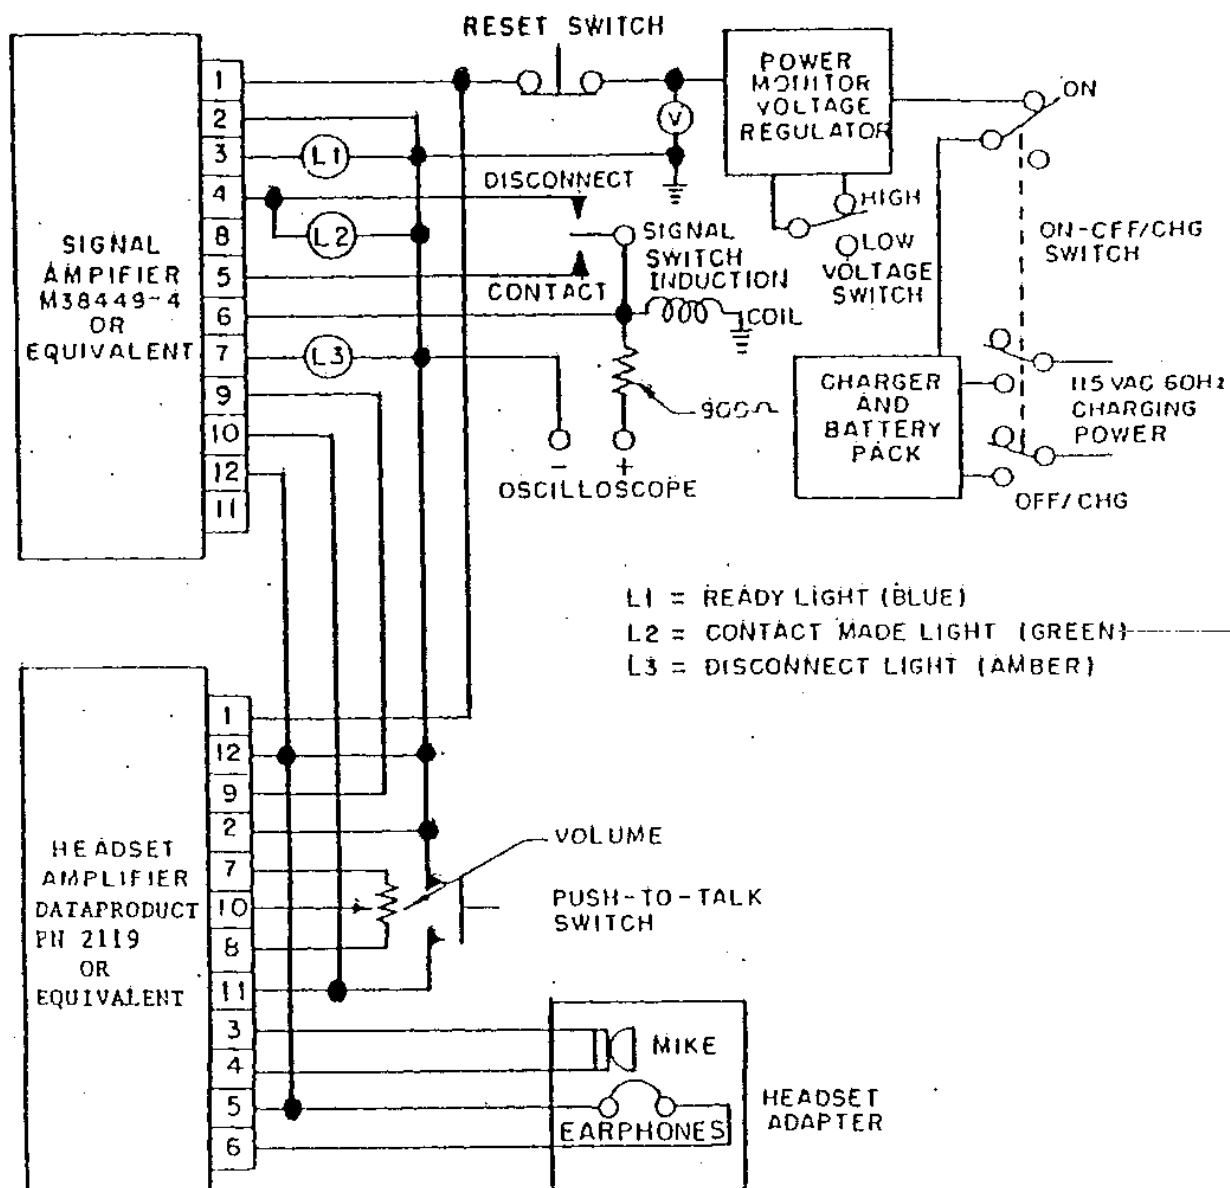 RESET SWITCH
1
2
3
4
8
5
6
7
9
10
12
11
SIGNAL
AMPIFIER
M38449-4
OR
EQUIVALENT
L1
L2
L3
DISCONNECT
CONTACT
V
SIGNAL
SWITCH
INDUCTION
COIL
900Ω
-
+
OSCILLOSCOPE
POWER
MONITOR
VOLTAGE
REGULATOR
HIGH
LOW
VOLTAGE
SWITCH
ON
ON-OFF/CHG
SWITCH
CHARGER
AND
BATTERY
PACK
115 VAC 60Hz
CHARGING
POWER
OFF/CHG
L1 = READY LIGHT (BLUE)
L2 = CONTACT MADE LIGHT (GREEN)
L3 = DISCONNECT LIGHT (AMBER)
1
12
9
2
7
10
8
11
3
4
5
6
HEADSET
AMPLIFIER
DATAPRODUCT
PN 2119
OR
EQUIVALENT
VOLUME
PUSH-TO-TALK
SWITCH
MIKE
EARPHONES
HEADSET
ADAPTER